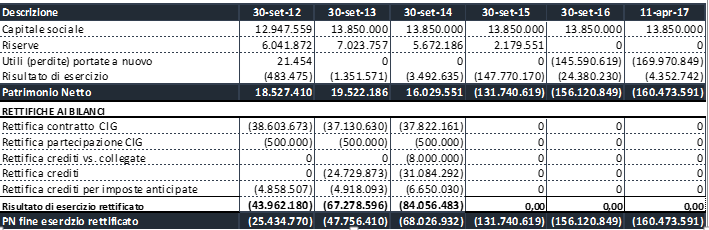 Descrizione 30-set-12 30-set-13 30-set-14 30-set-15 30-set-16 11-apr-17
Capitale sociale 12.947.559 13.850.000 13.850.000 13.850.000 13.850.000 13.850.000
Riserve 6.041.872 7.023.757 5.672.186 2.179.551 0 0
Utili (perdite) portate a nuovo 21.454 0 0 0 (145.590.619) (169.970.849)
Risultato di esercizio (483.475) (1.351.571) (3.492.635) (147.770.170) (24.380.230) (4.352.742)
Patrimonio Netto 18.527.410 19.522.186 16.029.551 (131.740.619) (156.120.849) (160.473.591)
RETTIFICHE AI BILANCI
Rettifica contratto CIG (38.603.673) (37.130.630) (37.822.161) 0 0 0
Rettifica partecipazione CIG (500.000) (500.000) (500.000) 0 0 0
Rettifica crediti vs. collegate 0 0 (8.000.000) 0 0 0
Rettifica crediti 0 (24.729.873) (31.084.292) 0 0 0
Rettifica crediti per imposte anticipate (4.858.507) (4.918.093) (6.650.030) 0 0 0
Risultato di esercizio rettificato (43.962.180) (67.278.596) (84.056.483) 0,00 0,00 0,00
PN fine esercizio rettificato (25.434.770) (47.756.410) (68.026.932) (131.740.619) (156.120.849) (160.473.591)